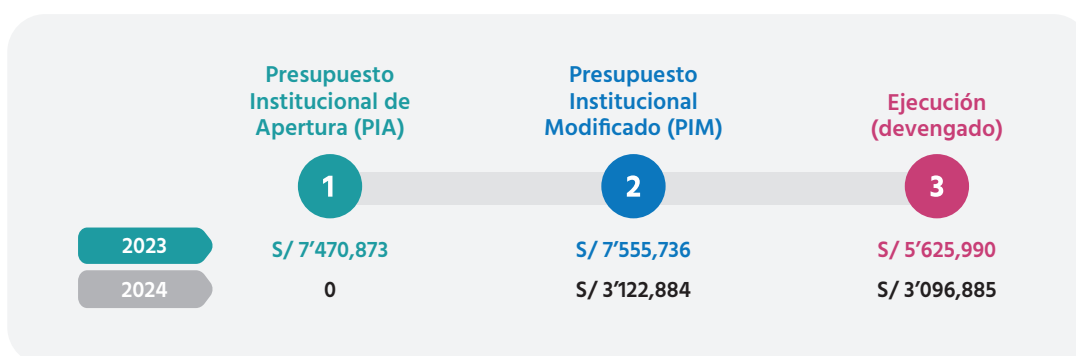 Presupuesto
Institucional de
Apertura (PIA)
Presupuesto
Institucional
Modificado (PIM)
Ejecución
(devengado)
1
2
3
2023
S/ 7’470,873
S/ 7’555,736
S/ 5’625,990
2024
0
S/ 3’122,884
S/ 3’096,885